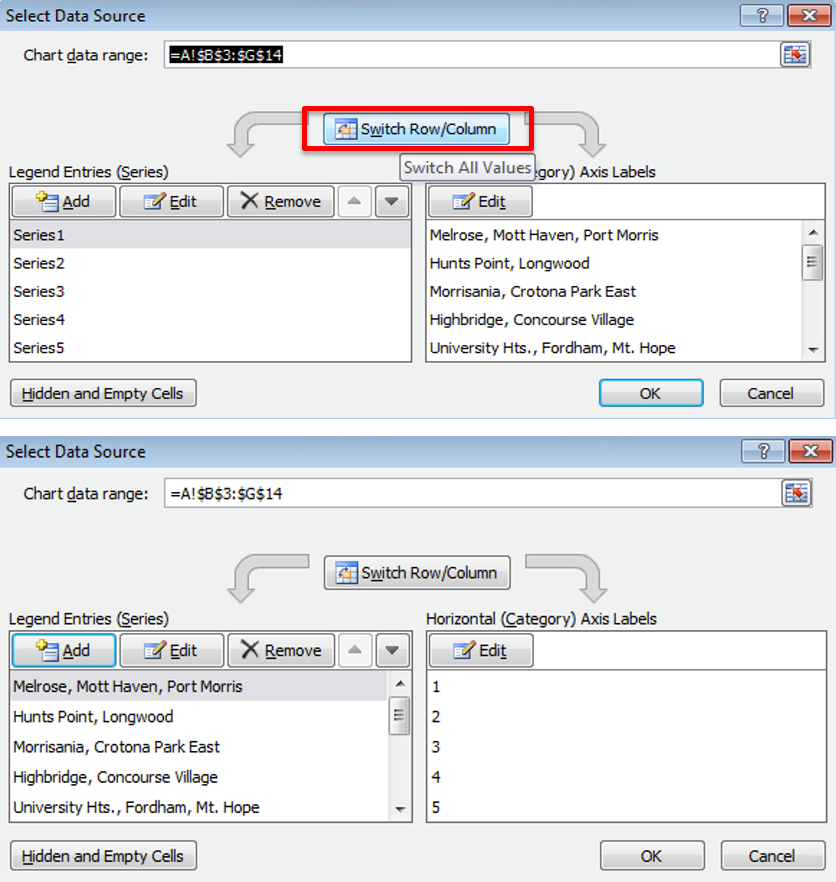 Select Data Source
Chart data range: =A!$B$3:$G$14
Switch Row/Column
Switch All Values
Legend Entries (Series) gory) Axis Labels
Add Edit Remove Edit
Series1 Melrose, Mott Haven, Port Morris
Series2 Hunts Point, Longwood
Series3 Morrisania, Crotona Park East
Series4 Highbridge, Concourse Village
Series5 University Hts., Fordham, Mt. Hope
Hidden and Empty Cells OK Cancel
Select Data Source
Chart data range: =A!$B$3:$G$14
Switch Row/Column
Legend Entries (Series) Horizontal (Category) Axis Labels
Add Edit Remove Edit
Melrose, Mott Haven, Port Morris 1
Hunts Point, Longwood 2
Morrisania, Crotona Park East 3
Highbridge, Concourse Village 4
University Hts., Fordham, Mt. Hope 5
Hidden and Empty Cells OK Cancel